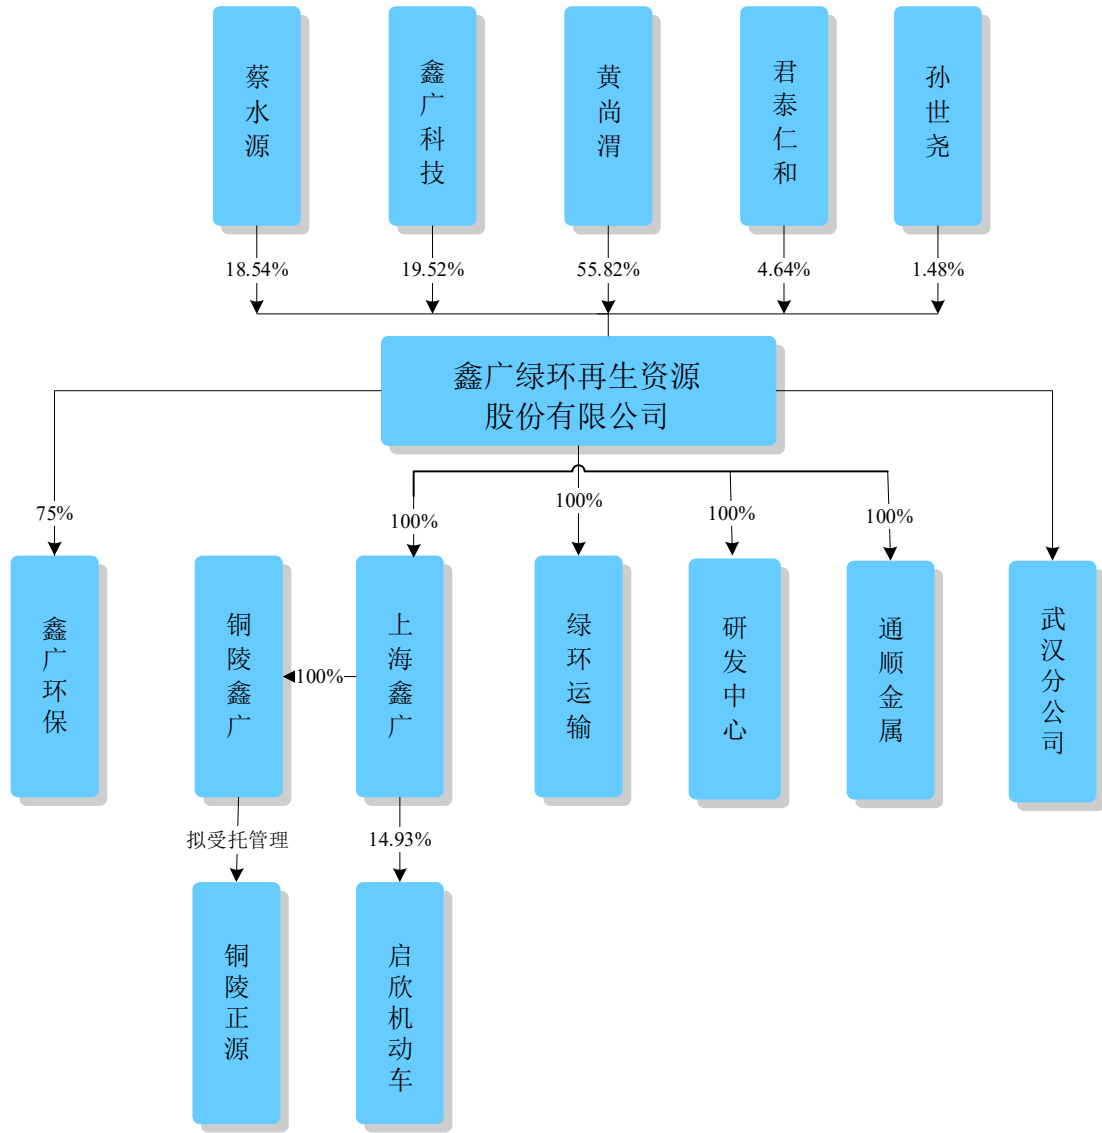 蔡水源
鑫广科技
黄尚渭
君泰仁和
孙世尧
18.54%
19.52%
55.82%
4.64%
1.48%
鑫广绿环再生资源
股份有限公司
75%
100%
100%
100%
100%
鑫广环保
铜陵鑫广
100%
上海鑫广
绿环运输
研发中心
通顺金属
武汉分公司
拟受托管理
14.93%
铜陵正源
启欣机动车